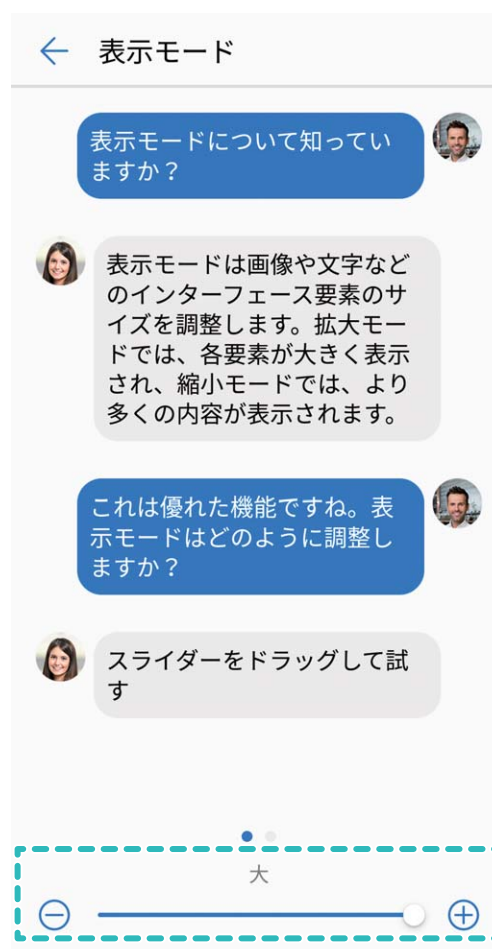 表示モード
表示モードについて知ってい
ますか？
表示モードは画像や文字など
のインターフェース要素のサ
イズを調整します。拡大モー
ドでは、各要素が大きく表示
され、縮小モードでは、より
多くの内容が表示されます。
これは優れた機能ですね。表
示モードはどのように調整し
ますか？
スライダーをドラッグして試
す
大